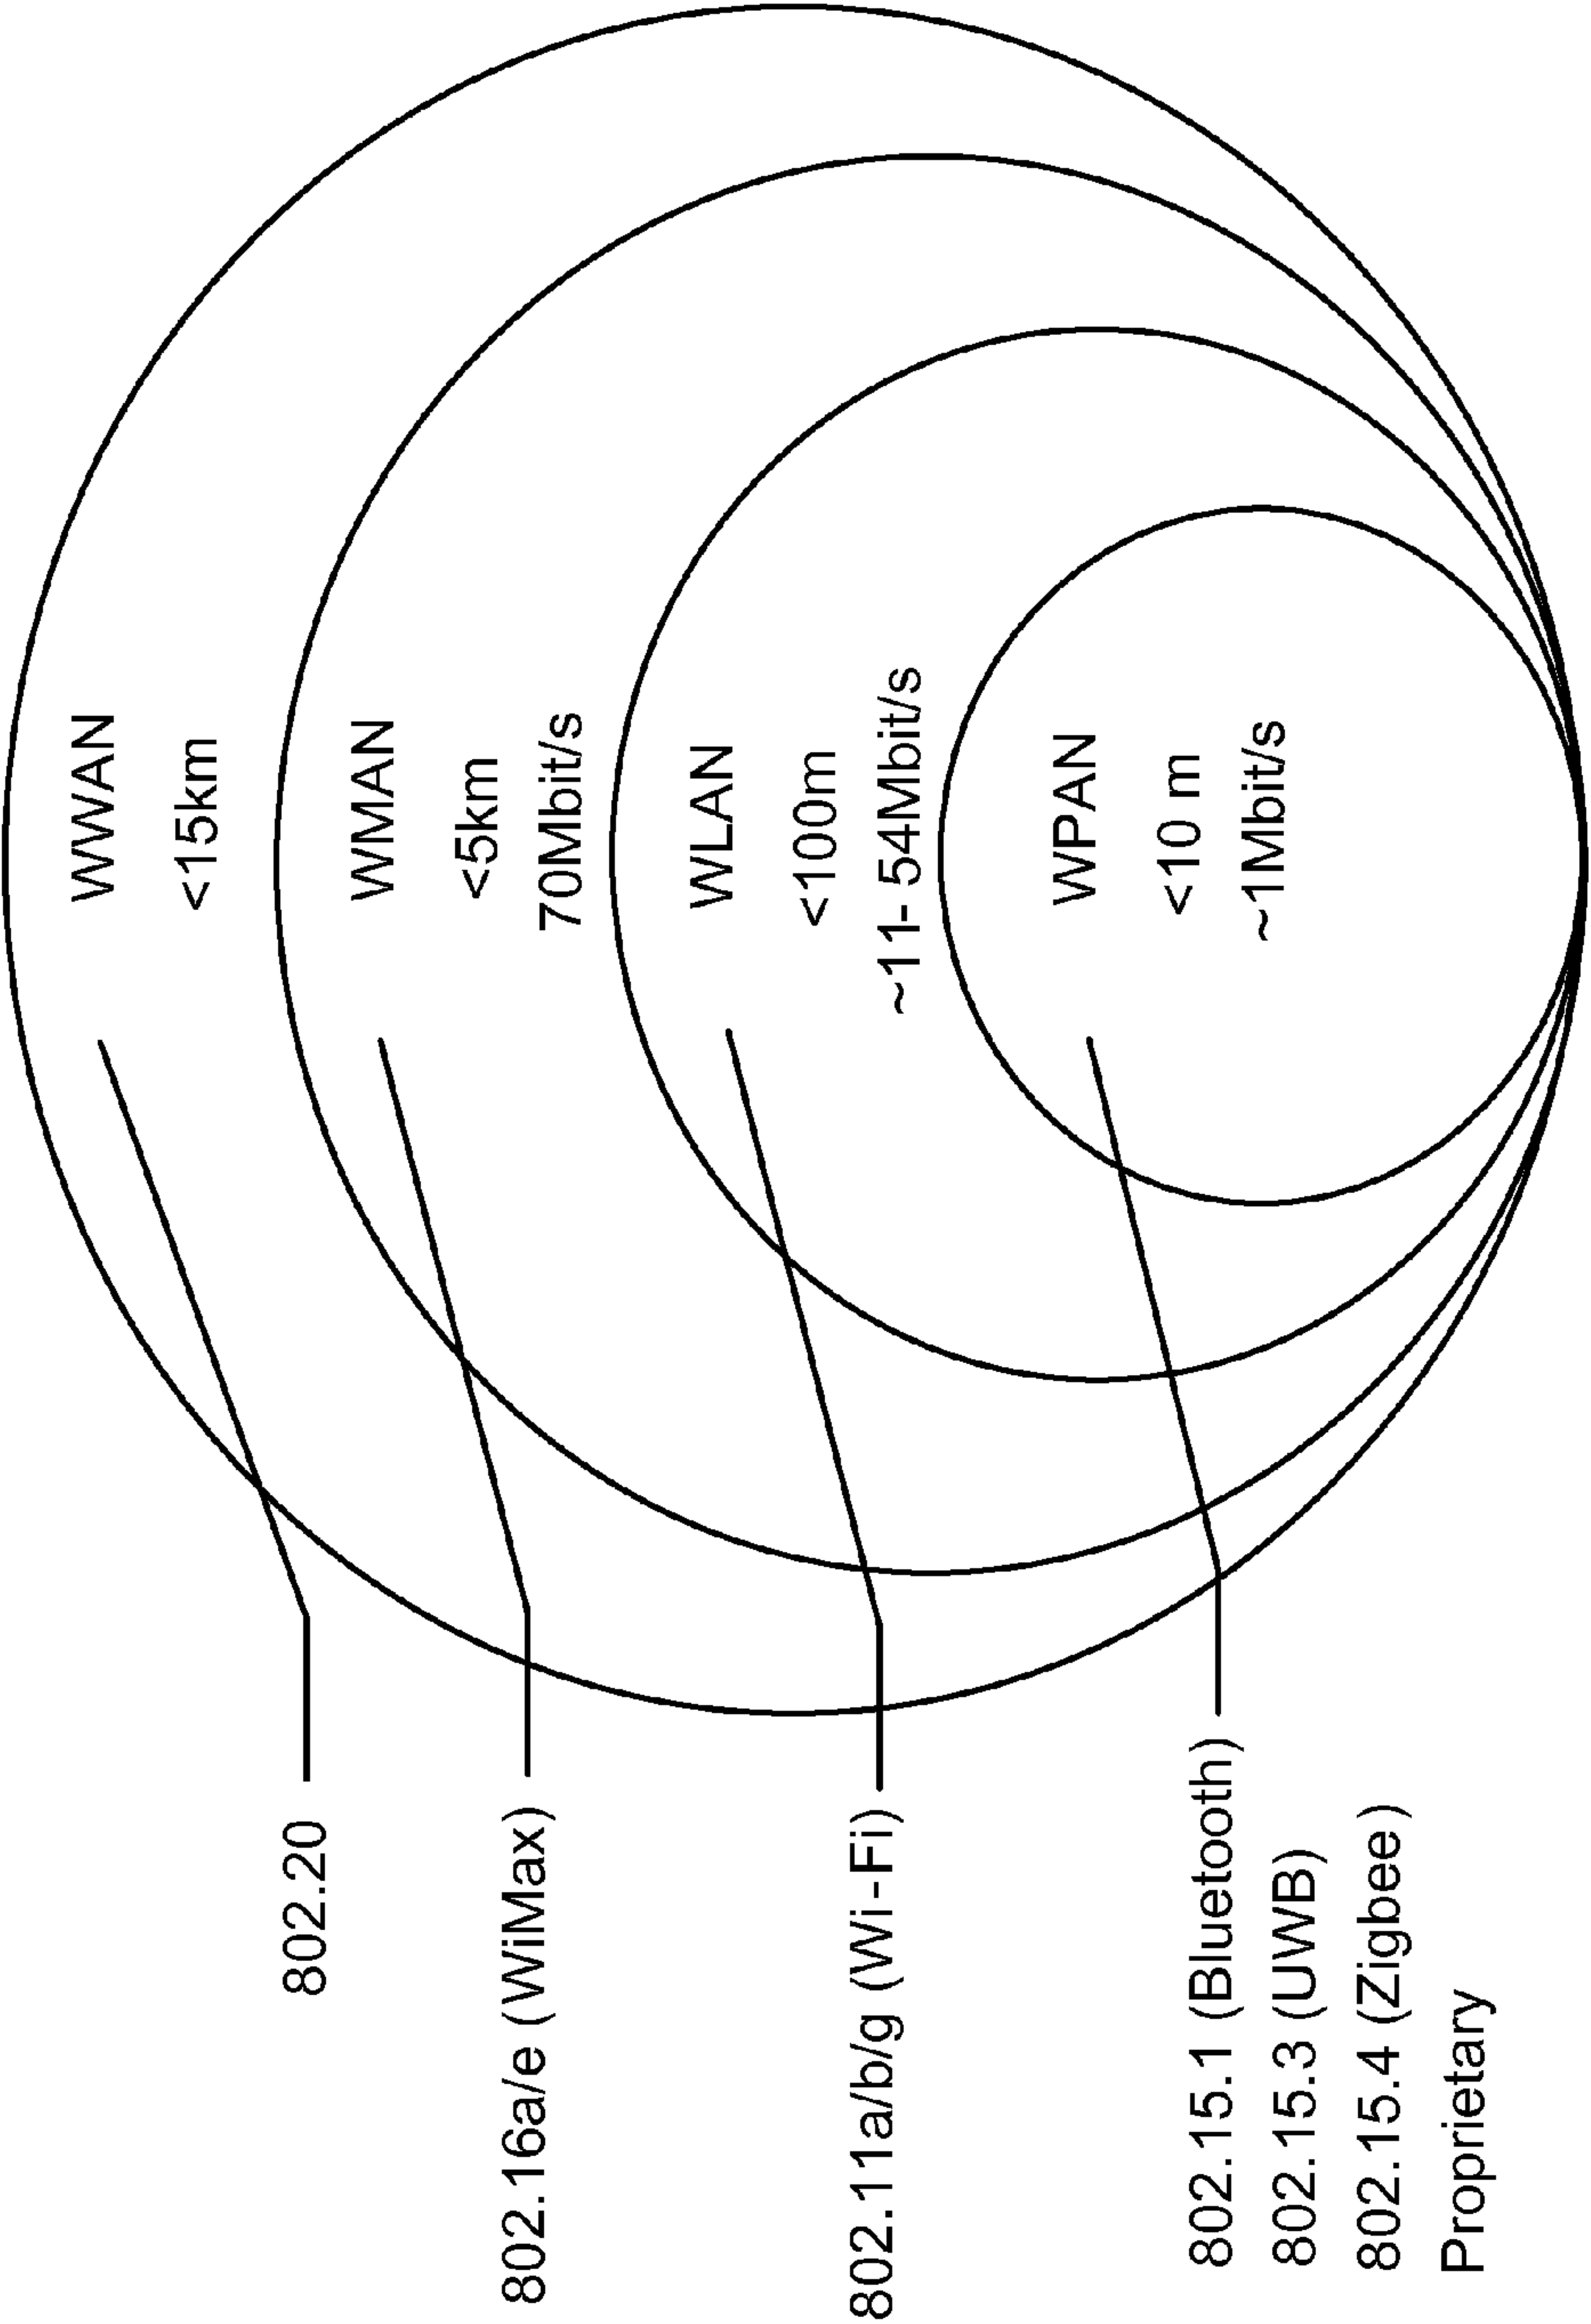 802.20
WWAN
<15km
802.16a/e (WiMax)
WMAN
<5km
70Mbit/s
802.11a/b/g (Wi-Fi)
WLAN
<100m
~11-54Mbit/s
802.15.1 (Bluetooth)
802.15.3 (UWB)
802.15.4 (Zigbee)
Proprietary
WPAN
<10 m
~1Mbit/s